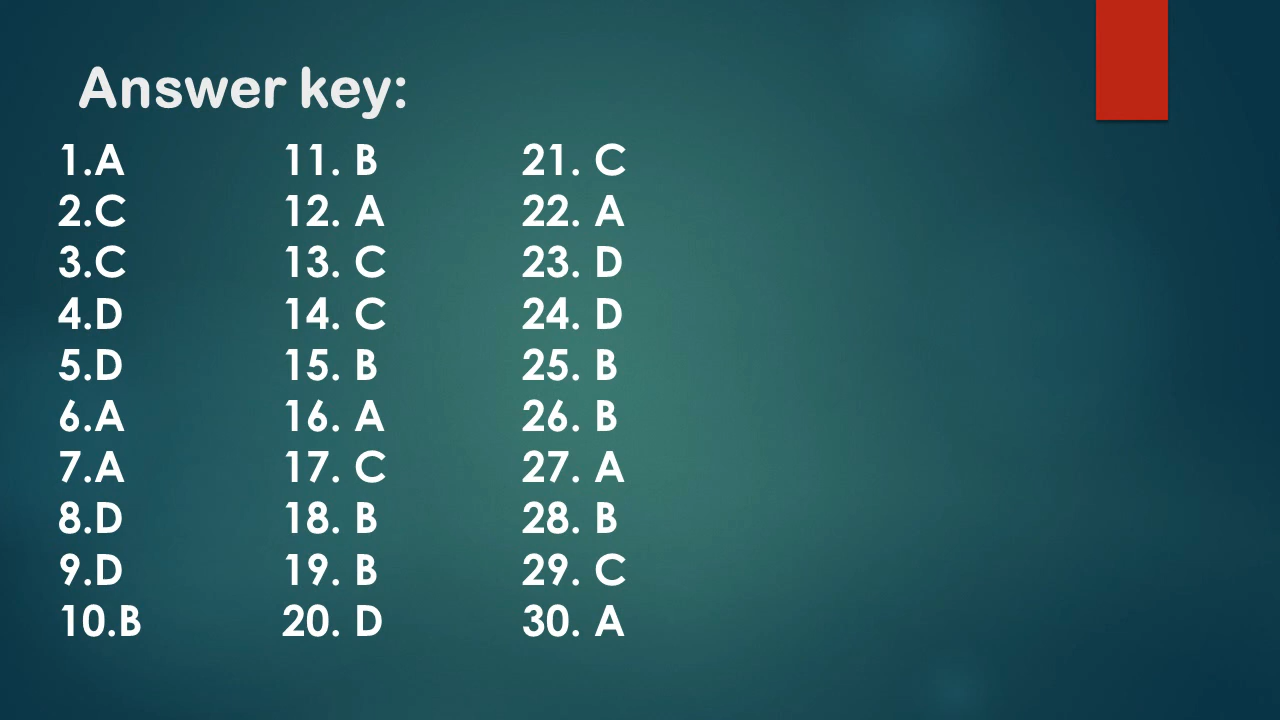 Answer key:
1.A
2.C
3.C
4.D
5.D
6.A
7.A
8.D
9.D
10.B
11. B
12. A
13. C
14. C
15. B
16. A
17. C
18. B
19. B
20. D
21. C
22. A
23. D
24. D
25. B
26. B
27. A
28. B
29. C
30. A